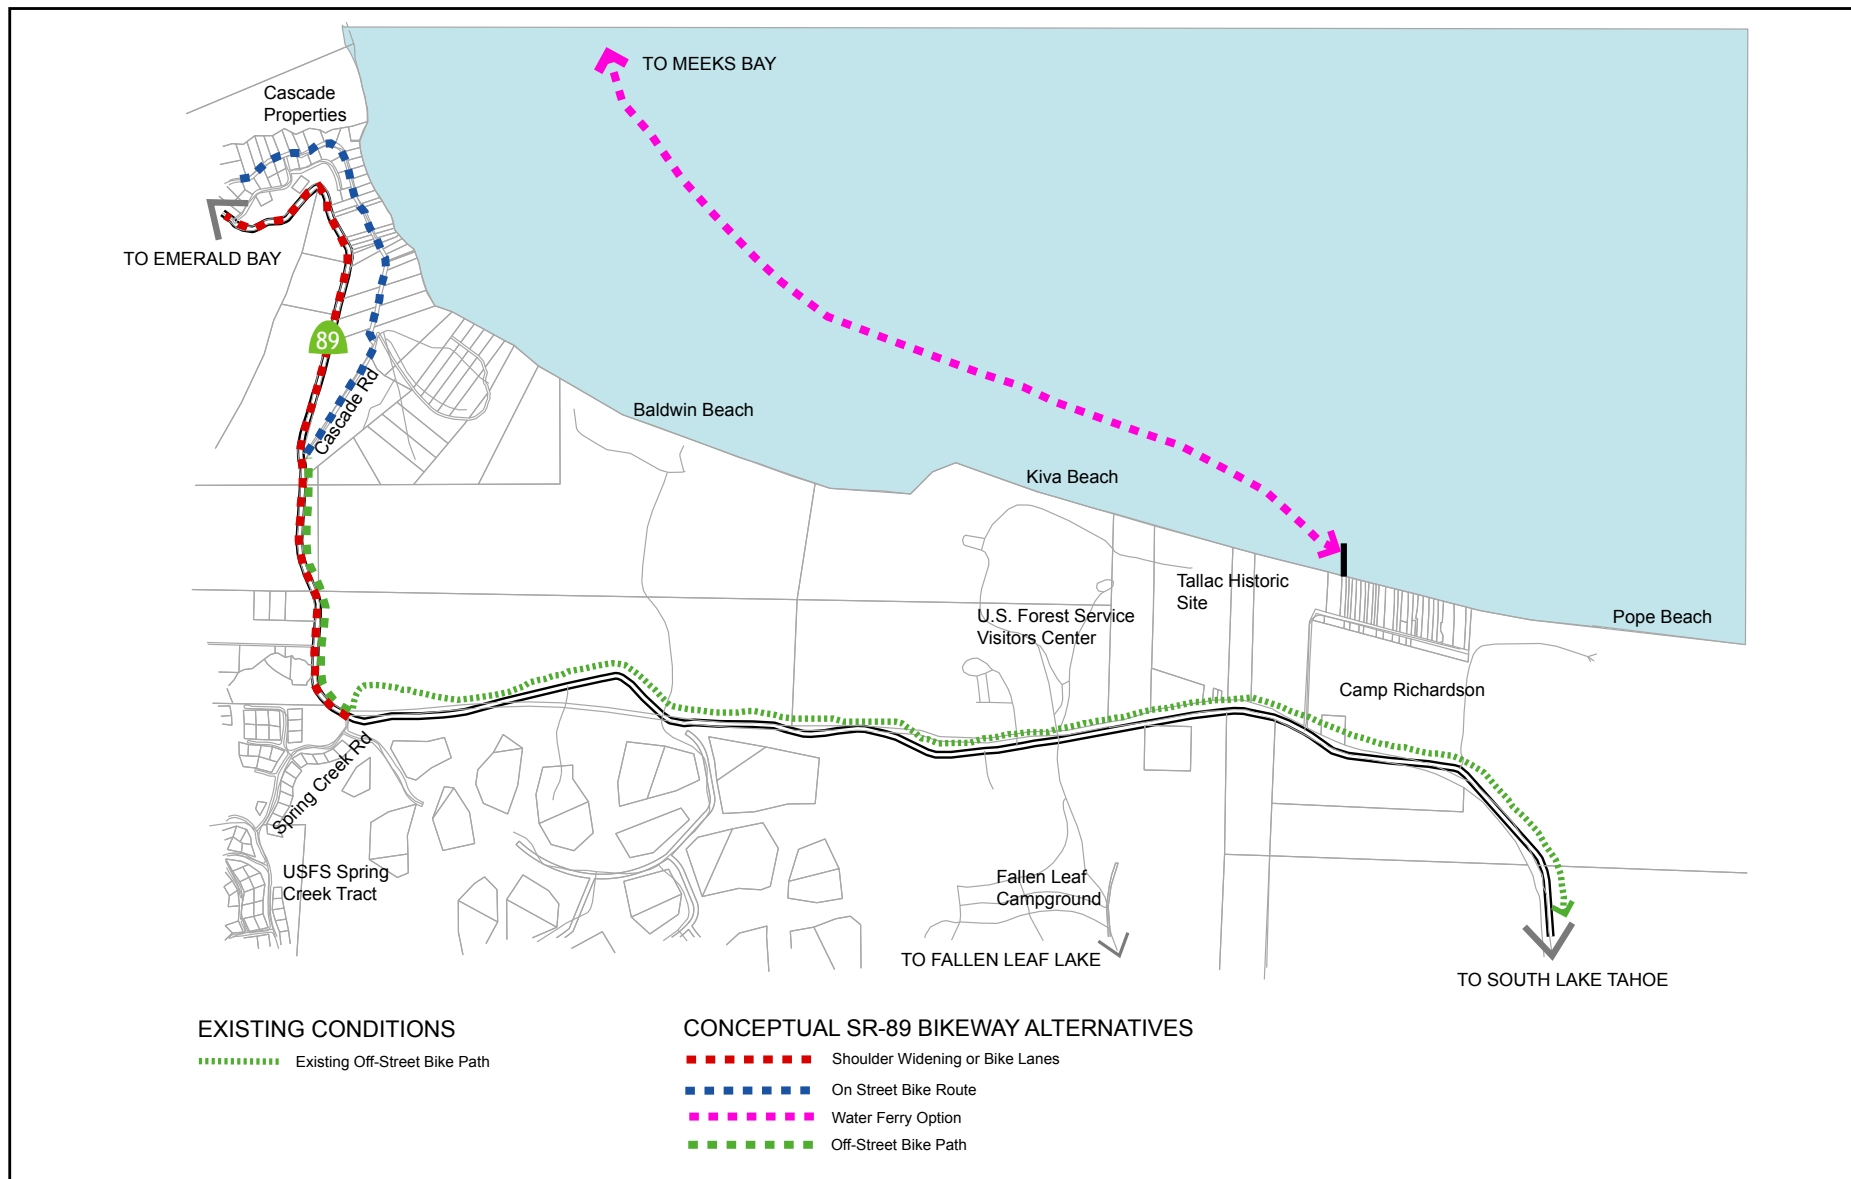 TO MEEKS BAY
Cascade
Properties
TO EMERALD BAY
89
Cascade Rd
Baldwin Beach
Kiva Beach
Tallac Historic
Site
U.S. Forest Service
Visitors Center
Pope Beach
Camp Richardson
Spring Creek Rd
USFS Spring
Creek Tract
Fallen Leaf
Campground
TO FALLEN LEAF LAKE
TO SOUTH LAKE TAHOE
EXISTING CONDITIONS
Existing Off-Street Bike Path
CONCEPTUAL SR-89 BIKEWAY ALTERNATIVES
Shoulder Widening or Bike Lanes
On Street Bike Route
Water Ferry Option
Off-Street Bike Path